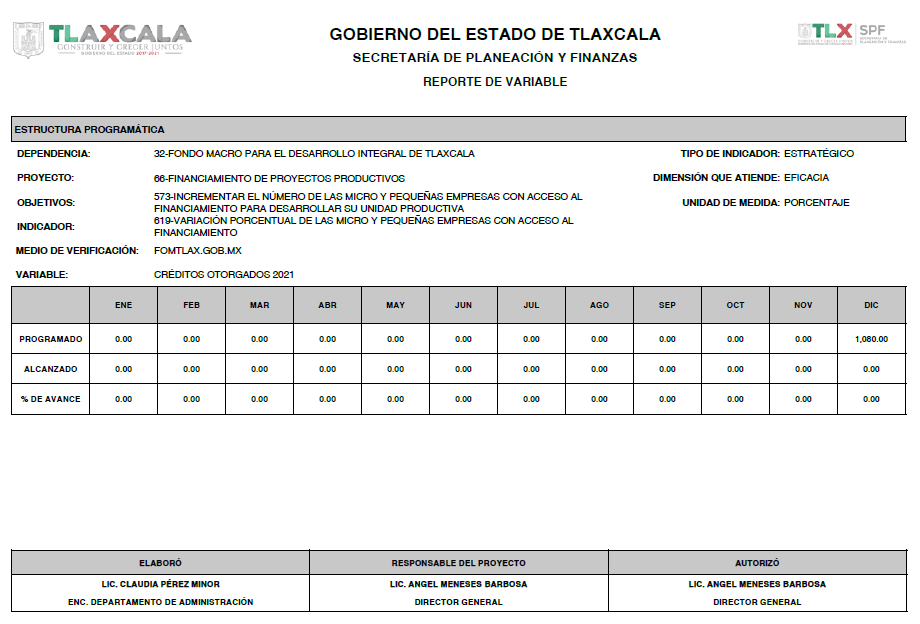 TLAXCALA
CONSTRUIR Y CRECER JUNTOS
GOBIERNO DEL ESTADO 2017-2021
GOBIERNO DEL ESTADO DE TLAXCALA
SECRETARÍA DE PLANEACIÓN Y FINANZAS
REPORTE DE VARIABLE
TLX SPF
ESTRUCTURA PROGRAMÁTICA
DEPENDENCIA: 32-FONDO MACRO PARA EL DESARROLLO INTEGRAL DE TLAXCALA TIPO DE INDICADOR: ESTRATÉGICO
PROYECTO: 66-FINANCIAMIENTO DE PROYECTOS PRODUCTIVOS DIMENSIÓN QUE ATIENDE: EFICACIA
OBJETIVOS: 573-INCREMENTAR EL NÚMERO DE LAS MICRO Y PEQUEÑAS EMPRESAS CON ACCESO AL
FINANCIAMIENTO PARA DESARROLLAR SU UNIDAD PRODUCTIVA UNIDAD DE MEDIDA: PORCENTAJE
INDICADOR: 619-VARIACIÓN PORCENTUAL DE LAS MICRO Y PEQUEÑAS EMPRESAS CON ACCESO AL
FINANCIAMIENTO
MEDIO DE VERIFICACIÓN: FOMTLAX.GOB.MX
VARIABLE: CRÉDITOS OTORGADOS 2021
ENE FEB MAR ABR MAY JUN JUL AGO SEP OCT NOV DIC
PROGRAMADO 0.00 0.00 0.00 0.00 0.00 0.00 0.00 0.00 0.00 0.00 0.00 1,080.00
ALCANZADO 0.00 0.00 0.00 0.00 0.00 0.00 0.00 0.00 0.00 0.00 0.00 0.00
% DE AVANCE 0.00 0.00 0.00 0.00 0.00 0.00 0.00 0.00 0.00 0.00 0.00 0.00
ELABORÓ RESPONSABLE DEL PROYECTO AUTORIZÓ
LIC. CLAUDIA PÉREZ MINOR LIC. ANGEL MENESES BARBOSA LIC. ANGEL MENESES BARBOSA
ENC. DEPARTAMENTO DE ADMINISTRACIÓN DIRECTOR GENERAL DIRECTOR GENERAL